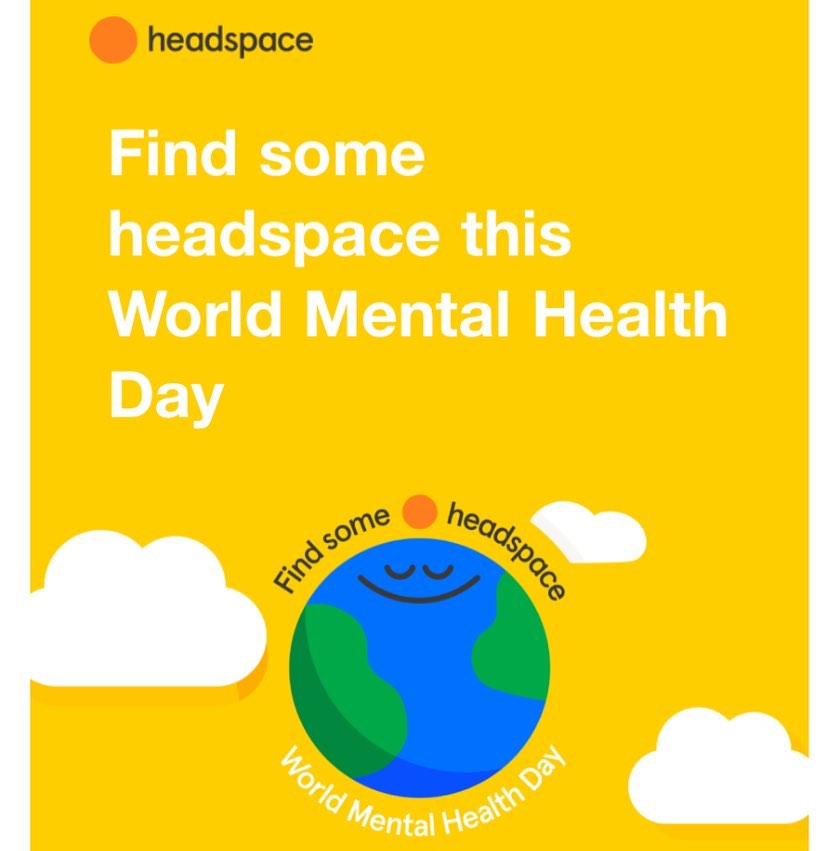 headspace
Find some
headspace this
World Mental Health
Day
Find some headspace
World Mental Health Day